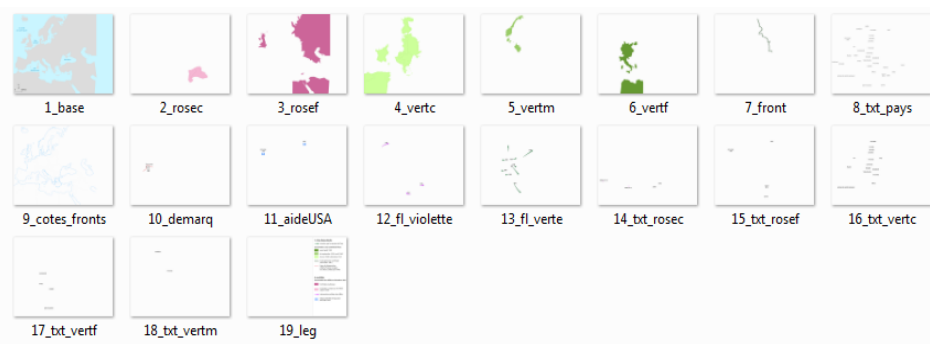 1_base 2_rosec 3_rosef 4_vertc 5_vertm 6_vertf 7_front 8_txt_pays
9_cotes_fronts 10_demarq 11_aideUSA 12_fl_violette 13_fl_verte 14_txt_rosec 15_txt_rosef 16_txt_vertc
17_txt_vertf 18_txt_vertm 19_leg